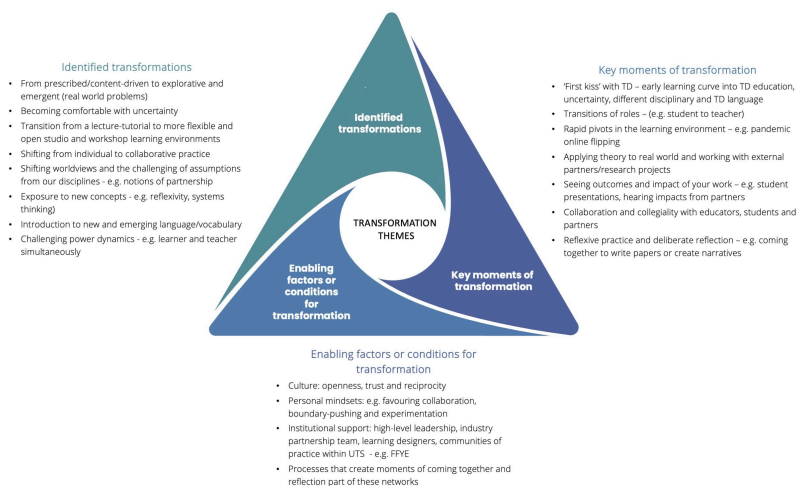 Identified transformations
• From prescribed/content-driven to explorative and
emergent (real world problems)
• Becoming comfortable with uncertainty
• Transition from a lecture-tutorial to more flexible and
open studio and workshop learning environments
• Shifting from individual to collaborative practice
• Shifting worldviews and the challenging of assumptions
from our disciplines - e.g. notions of partnership
• Exposure to new concepts - e.g. reflexivity, systems
thinking)
• Introduction to new and emerging language/vocabulary
• Challenging power dynamics - e.g. learner and teacher
simultaneously
Identified
transformations
TRANSFORMATION
THEMES
Enabling
factors or
conditions
for
transformation
Key moments of
transformation
Key moments of transformation
• 'First kiss' with TD – early learning curve into TD education,
uncertainty, different disciplinary and TD language
• Transitions of roles – (e.g. student to teacher)
• Rapid pivots in the learning environment – e.g. pandemic
online flipping
• Applying theory to real world and working with external
partners/research projects
• Seeing outcomes and impact of your work – e.g. student
presentations, hearing impacts from partners
• Collaboration and collegiality with educators, students and
partners
• Reflexive practice and deliberate reflection – e.g. coming
together to write papers or create narratives
Enabling factors or conditions for
transformation
• Culture: openness, trust and reciprocity
• Personal mindsets: e.g. favouring collaboration,
boundary-pushing and experimentation
• Institutional support: high-level leadership, industry
partnership team, learning designers, communities of
practice within UTS - e.g. FFYE
• Processes that create moments of coming together and
reflection part of these networks